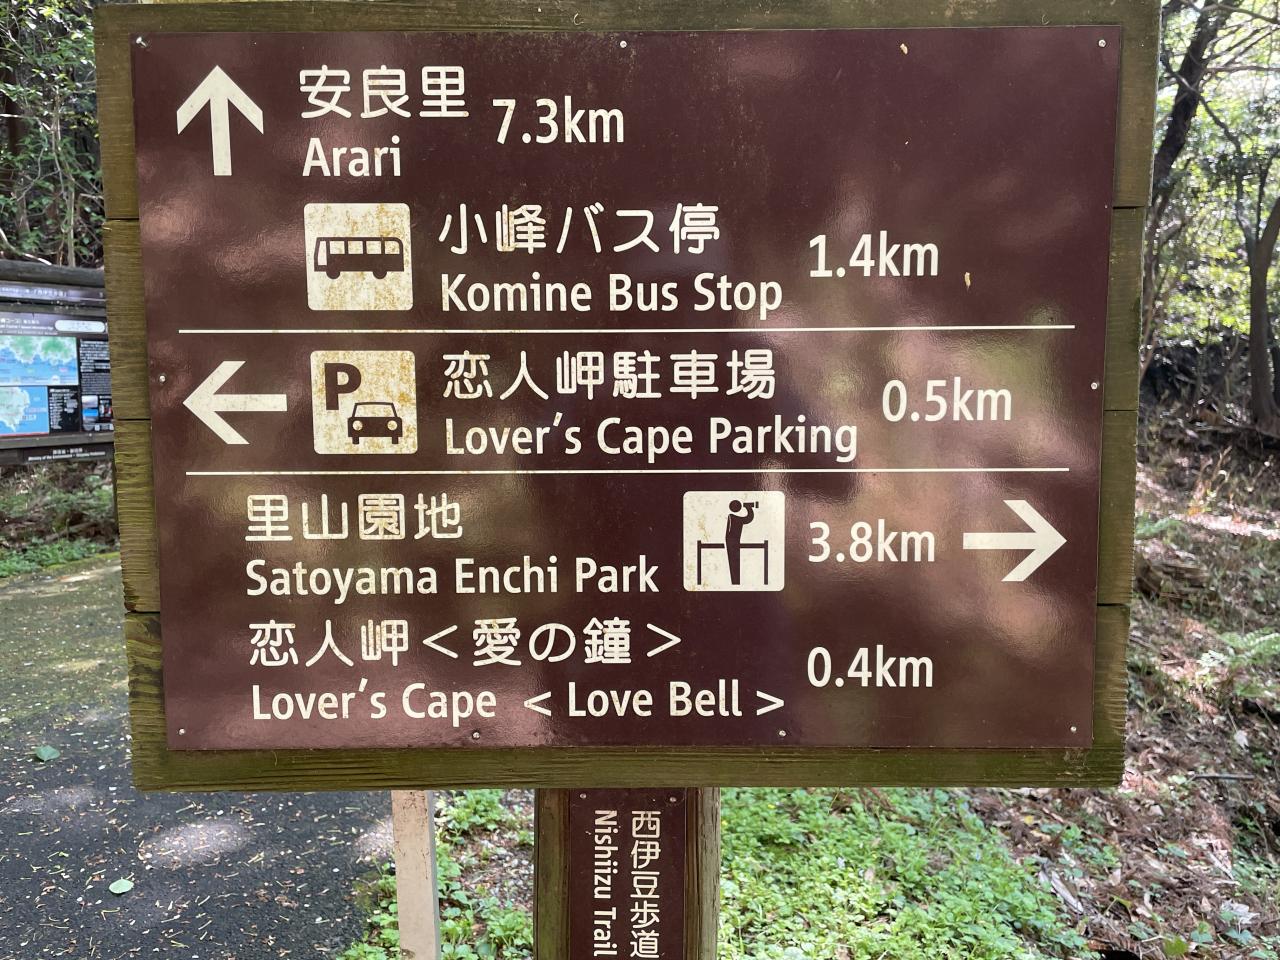 安良里 7.3km
Arari
小峰バス停 1.4km
Komine Bus Stop
P
恋人岬駐車場 0.5km
Lover's Cape Parking
里山園地 3.8km
Satoyama Enchi Park
恋人岬<愛の鐘> 0.4km
Lover's Cape < Love Bell >
西伊豆歩道
Nishiizu Trail